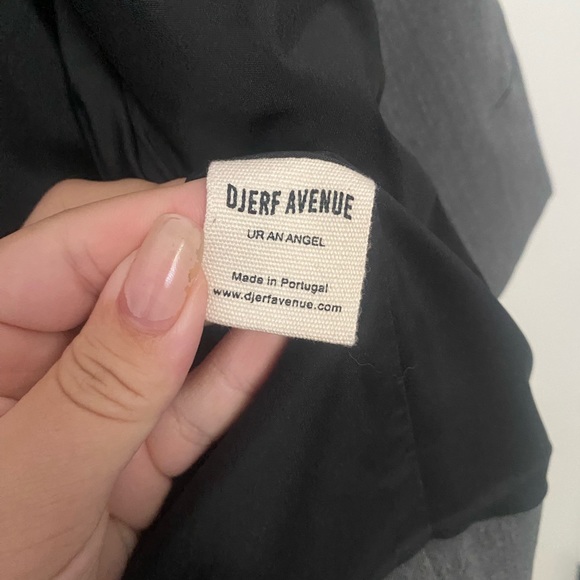 DJERF AVENUE
UR AN ANGEL
Made in Portugal
www.djerfavenue.com